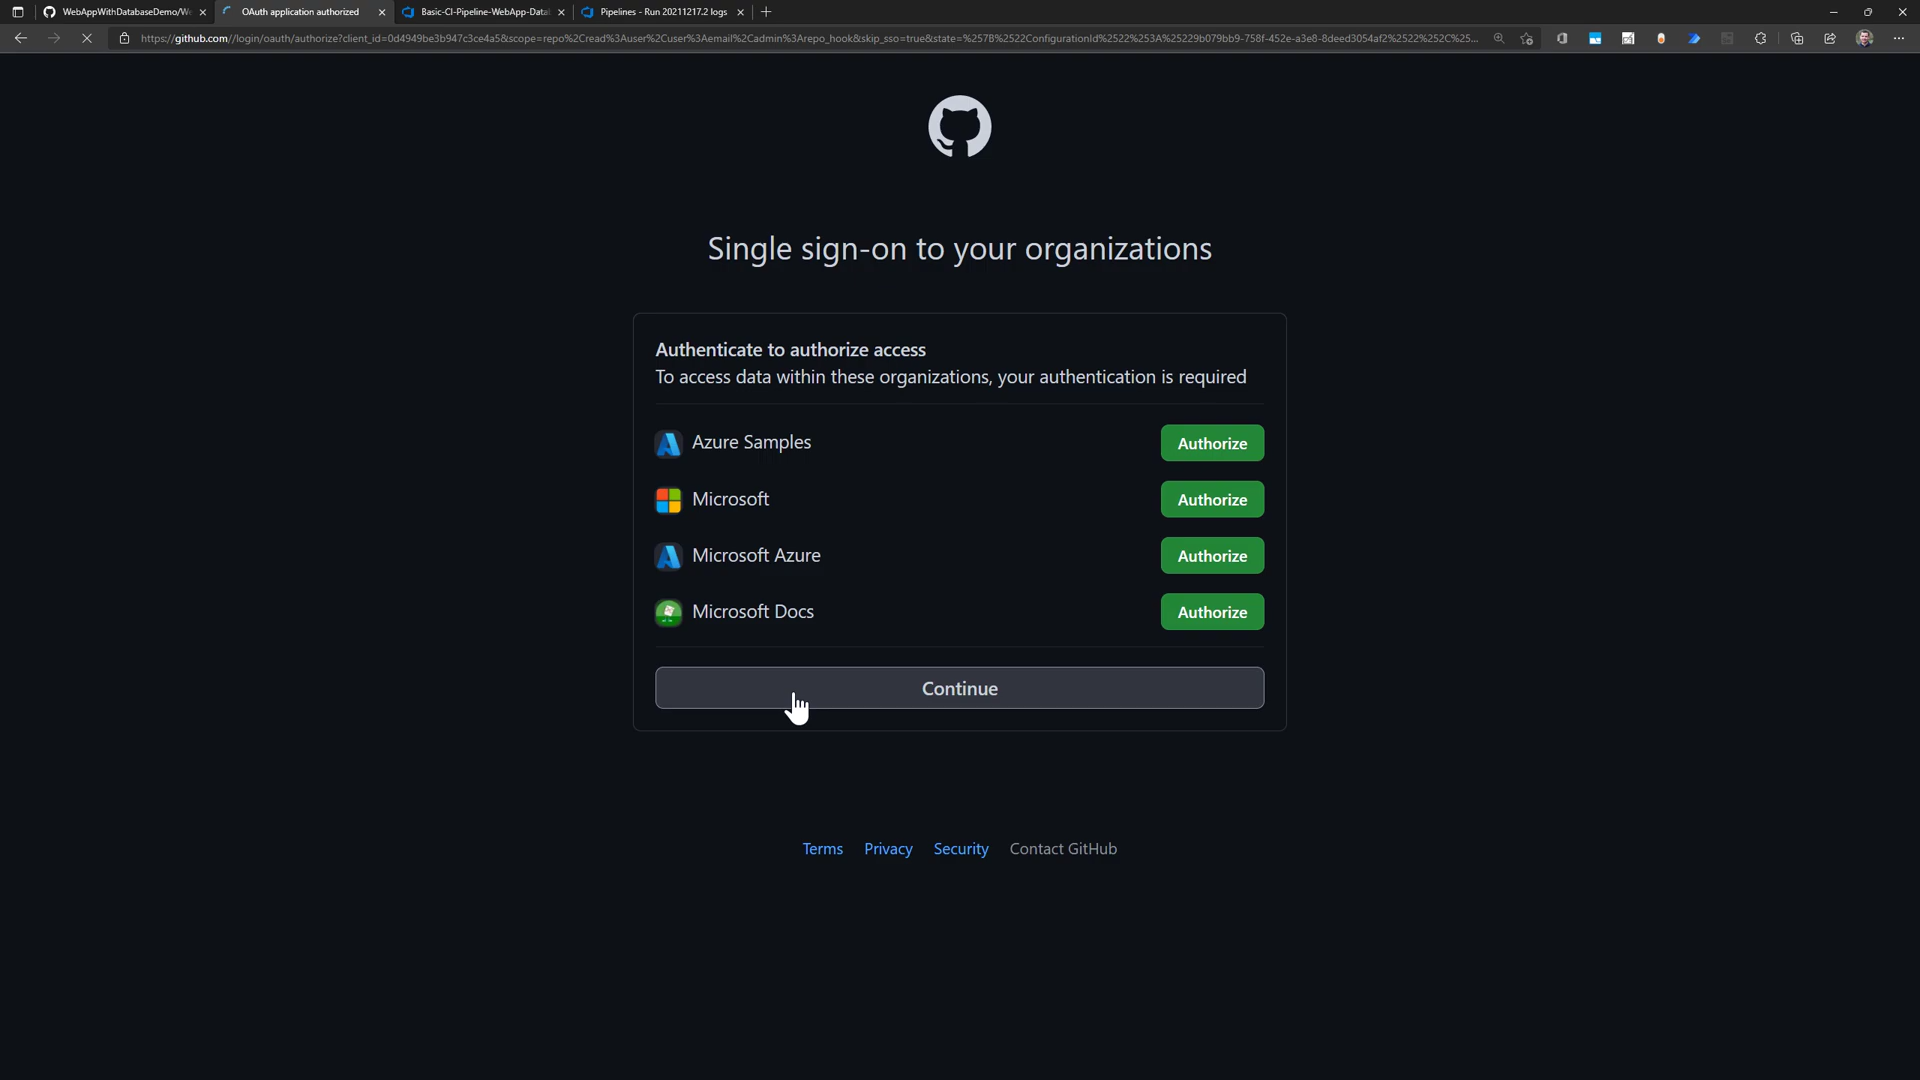 WebAppWithDatabaseDemo/We
OAuth application authorized
Basic-CI-Pipeline-WebApp-Datal
Pipelines - Run 20211217.2 logs
https://github.com//login/oauth/authorize?client_id=0d4949be3b947c3ce4a5&scope=repo%2Cread%3Auser%2Cuser%3Aemail%2Cadmin%3Arepo_hook&skip_sso=true&state=%257B%2522ConfigurationId%2522%253A%25229b079bb9-758f-452e-a3e8-8deed3054af2%2522%252C%25...
Single sign-on to your organizations
Authenticate to authorize access
To access data within these organizations, your authentication is required
Azure Samples Authorize
Microsoft Authorize
Microsoft Azure Authorize
Microsoft Docs Authorize
Continue
Terms Privacy Security Contact GitHub